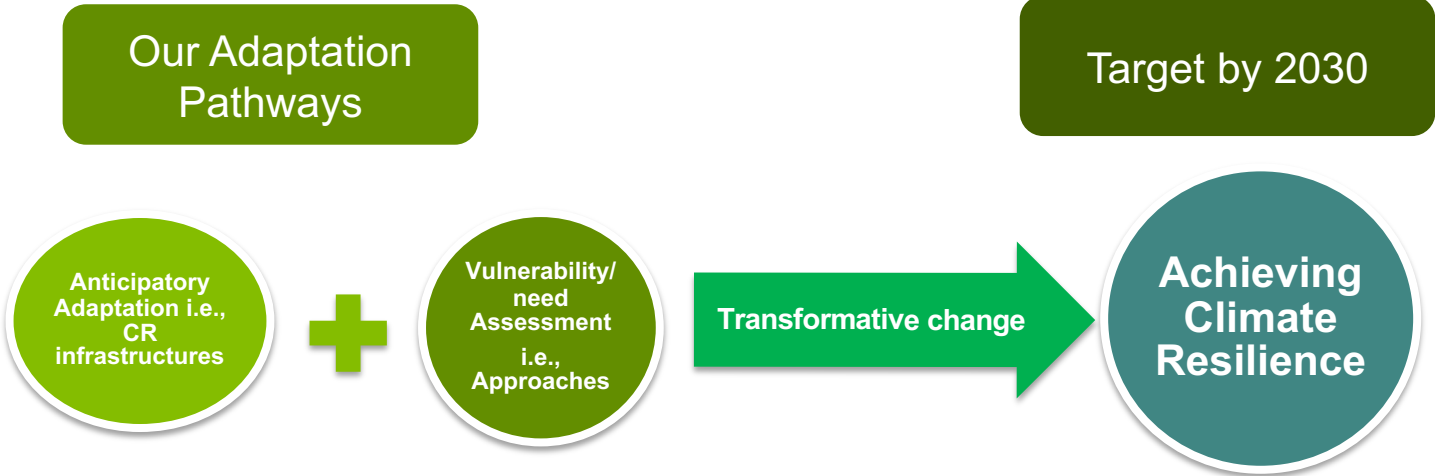 Our Adaptation
Pathways
Target by 2030
Anticipatory
Adaptation i.e.,
CR
infrastructures
Vulnerability/
need
Assessment
i.e.,
Approaches
Transformative change
Achieving
Climate
Resilience